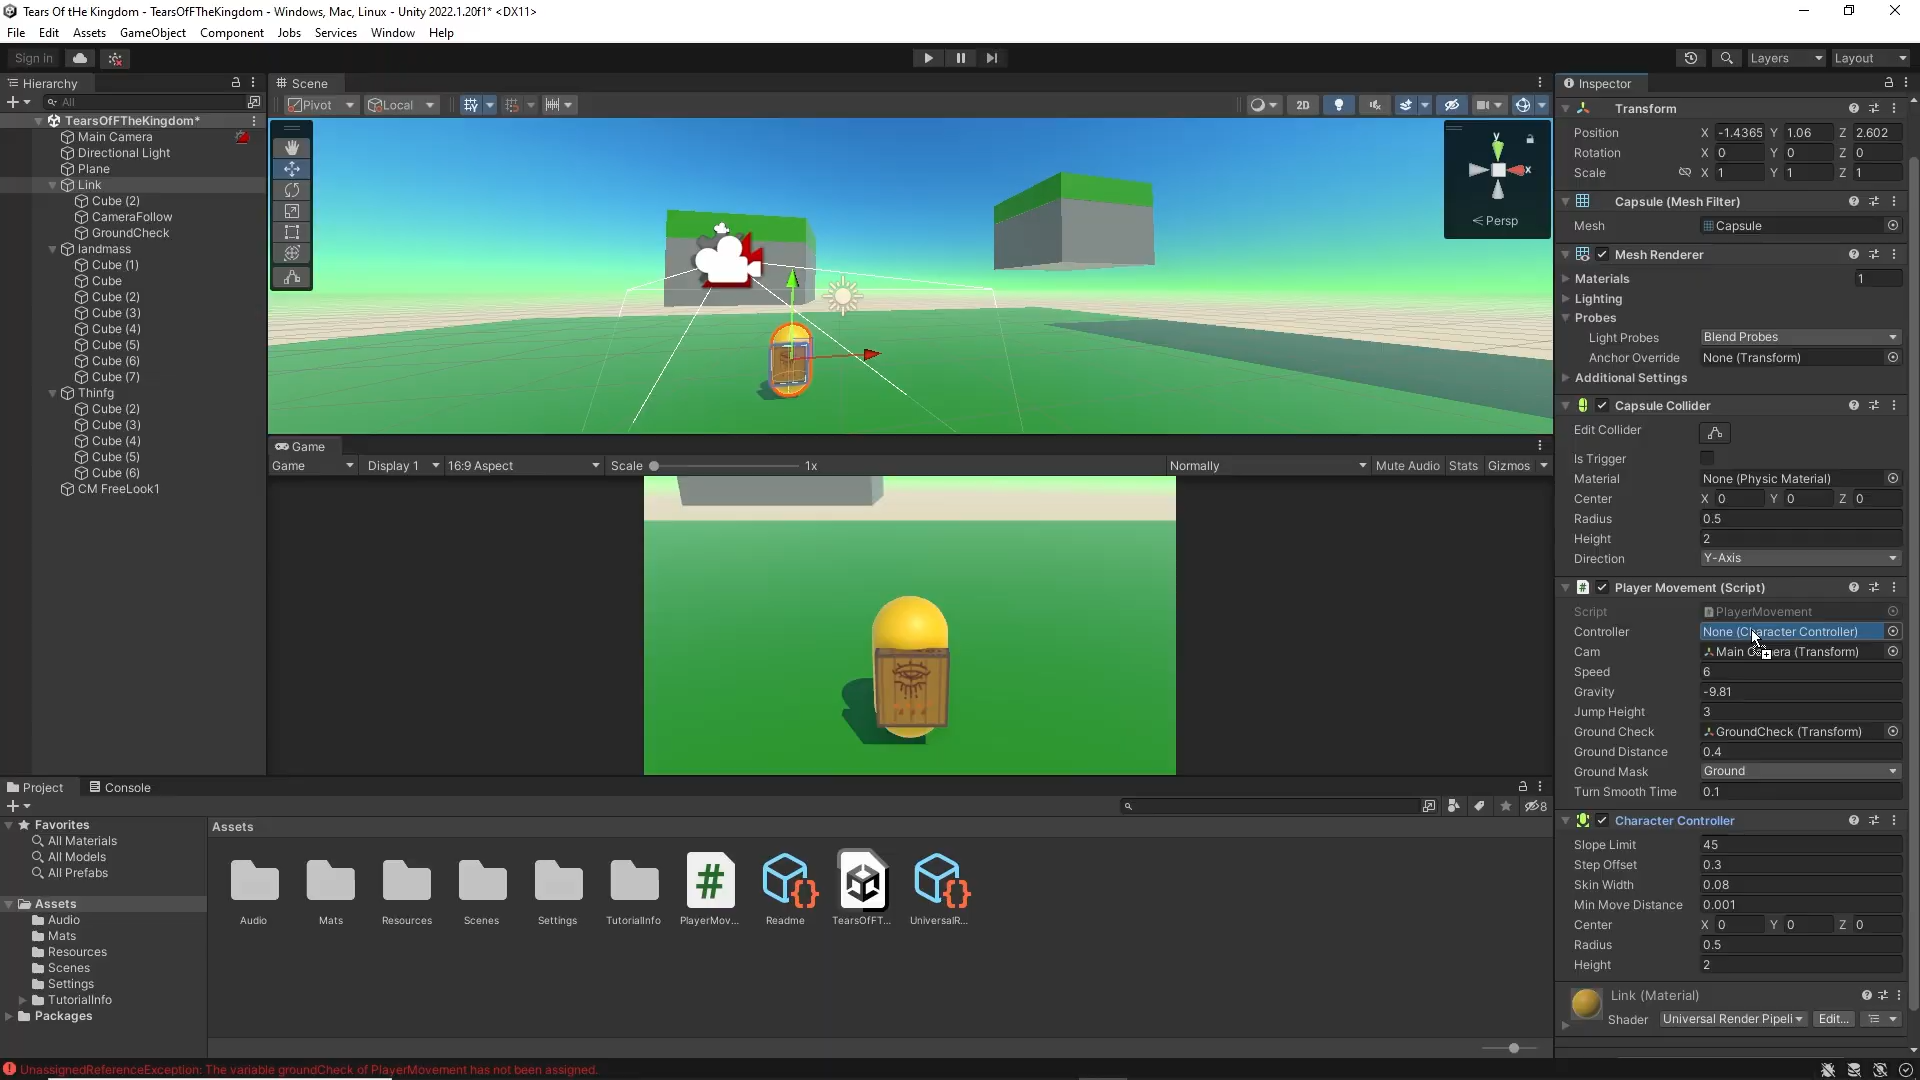 Tears Of tHe Kingdom - TearsOfFTheKingdom - Windows, Mac, Linux - Unity 2022.1.20f1* <DX11>
File Edit Assets GameObject Component Jobs Services Window Help
Sign in
Layers Layout
Hierarchy
All
TearsOfFTheKingdom*
Main Camera
Directional Light
Plane
Link
Cube (2)
CameraFollow
GroundCheck
landmass
Cube (1)
Cube
Cube (2)
Cube (3)
Cube (4)
Cube (5)
Cube (6)
Cube (7)
Thinfg
Cube (2)
Cube (3)
Cube (4)
Cube (5)
Cube (6)
CM FreeLook1
Scene
Pivot Local 2D
y
x
< Persp
Game
Game Display 1 16:9 Aspect Scale 1x Normally Mute Audio Stats Gizmos
Inspector
Transform
Position X -1.4365 Y 1.06 Z 2.602
Rotation X 0 Y 0 Z 0
Scale X 1 Y 1 Z 1
Capsule (Mesh Filter)
Mesh Capsule
Mesh Renderer
Materials 1
Lighting
Probes
Light Probes Blend Probes
Anchor Override None (Transform)
Additional Settings
Capsule Collider
Edit Collider
Is Trigger
Material None (Physic Material)
Center X 0 Y 0 Z 0
Radius 0.5
Height 2
Direction Y-Axis
# Player Movement (Script)
Script PlayerMovement
Controller None (Character Controller)
Cam Main Camera (Transform)
Speed 6
Gravity -9.81
Jump Height 3
Ground Check GroundCheck (Transform)
Ground Distance 0.4
Ground Mask Ground
Turn Smooth Time 0.1
Character Controller
Slope Limit 45
Step Offset 0.3
Skin Width 0.08
Min Move Distance 0.001
Center X 0 Y 0 Z 0
Radius 0.5
Height 2
Link (Material)
Shader Universal Render Pipeli Edit...
Project Console
8
Favorites
All Materials
All Models
All Prefabs
Assets
Audio
Mats
Resources
Scenes
Settings
TutorialInfo
Packages
Assets
Audio Mats Resources Scenes Settings TutorialInfo PlayerMov... Readme TearsOfFT... UniversalR...
UnassignedReferenceException: The variable groundCheck of PlayerMovement has not been assigned.